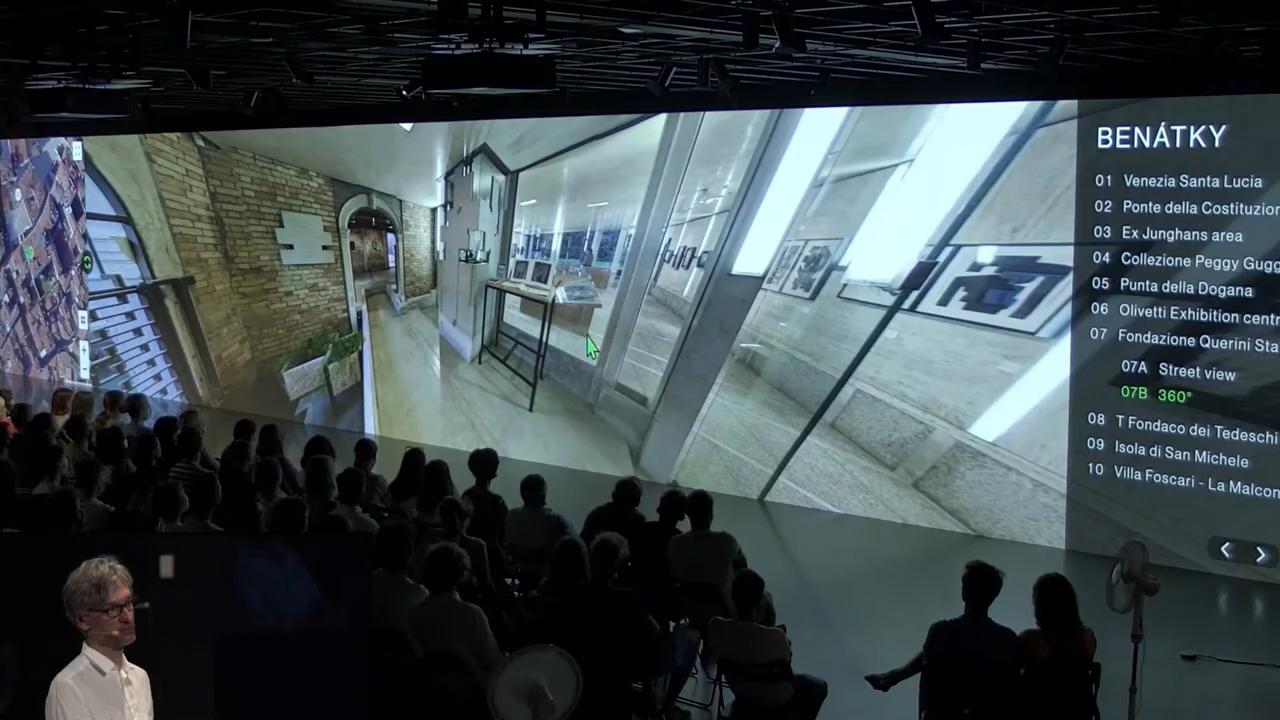 BENÁTKY
01 Venezia Santa Lucia
02 Ponte della Costituzion
03 Ex Junghans area
04 Collezione Peggy Gugg
05 Punta della Dogana
06 Olivetti Exhibition centr
07 Fondazione Querini Sta
07A Street view
07B 360°
08 T Fondaco dei Tedeschi
09 Isola di San Michele
10 Villa Foscari - La Malcon